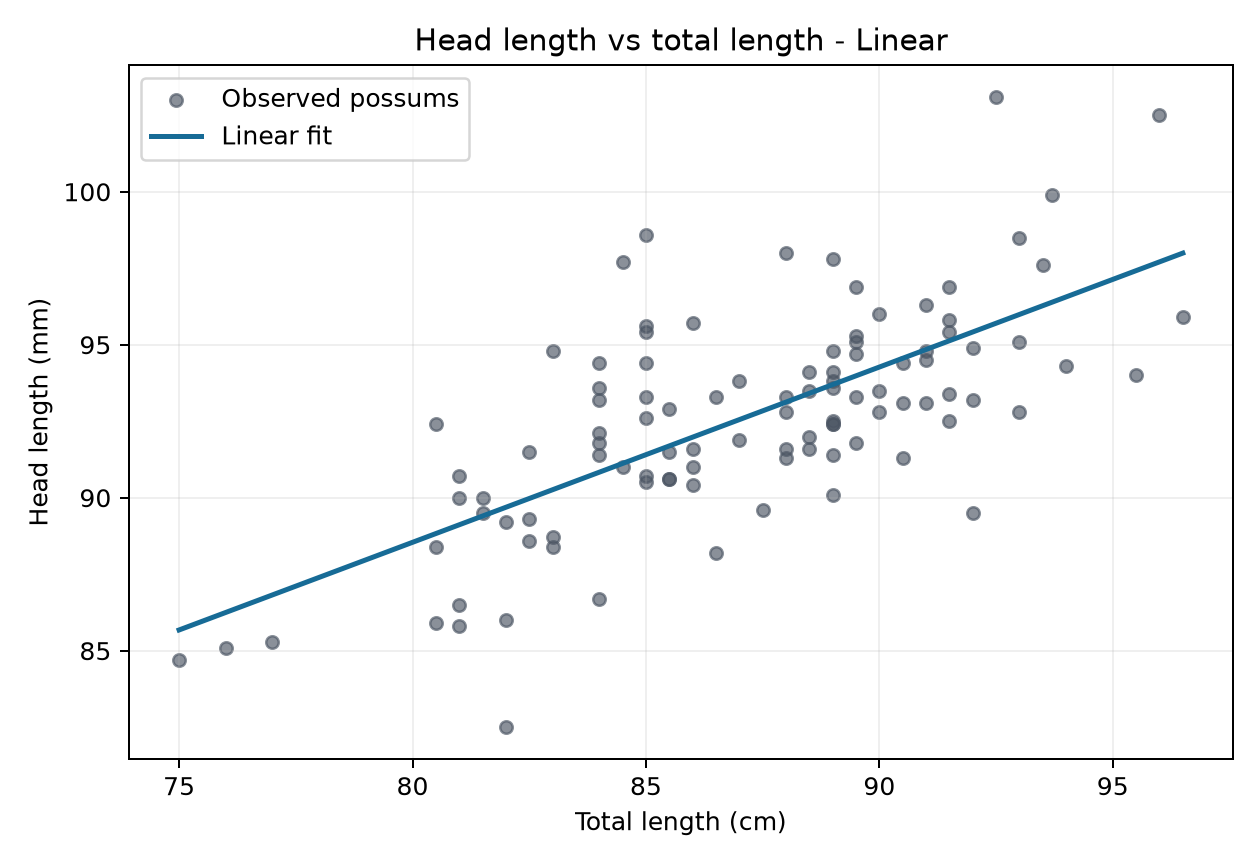 Head length vs total length - Linear
Observed possums
Linear fit
100
95
90
85
75 80 85 90 95
Total length (cm)
Head length (mm)